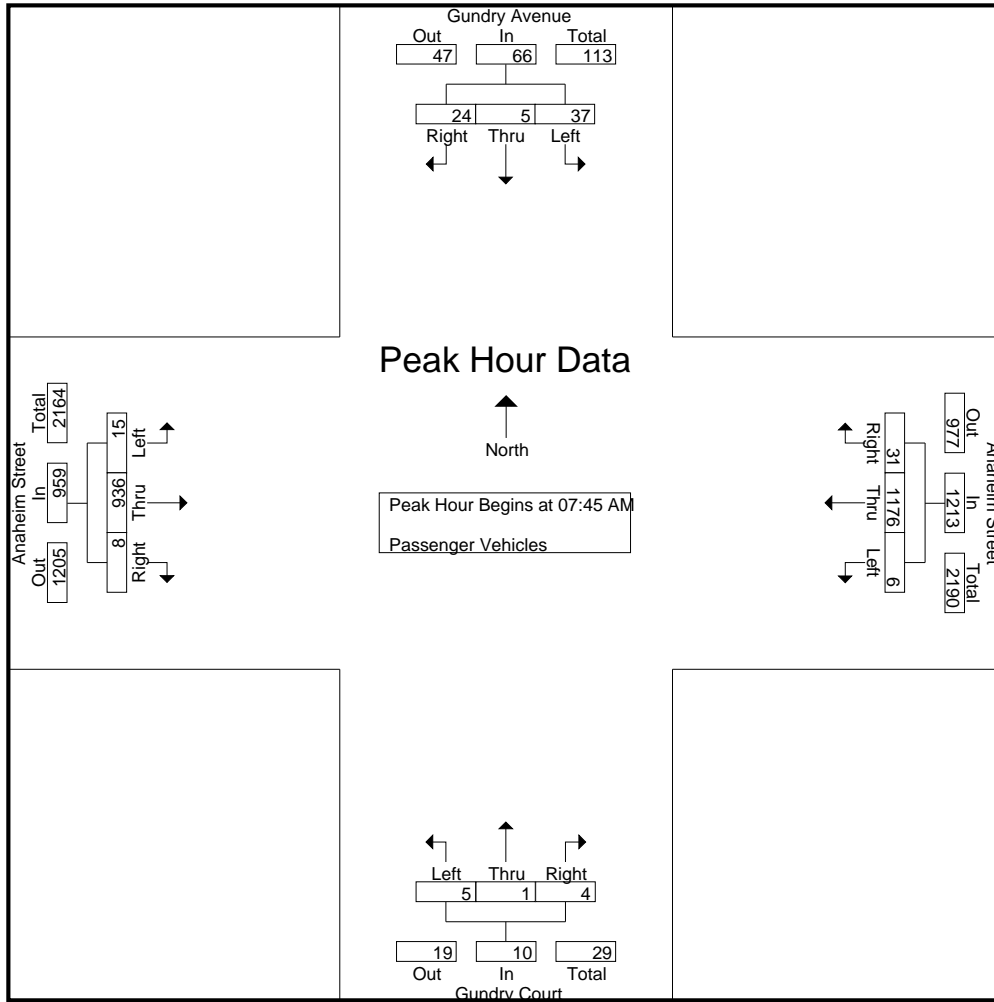 Gundry Avenue
Out In Total
47 66 113
24 5 37
Right Thru Left
Peak Hour Data
North
Peak Hour Begins at 07:45 AM
Passenger Vehicles
Anaheim Street
Total In Out
2164 959 1205
15 936 8
Left Thru Right
Right Thru Left
31 1176 6
977 1213 2190
Out In Total
Anaheim Street
Left Thru Right
5 1 4
19 10 29
Out In Total
Gundry Court